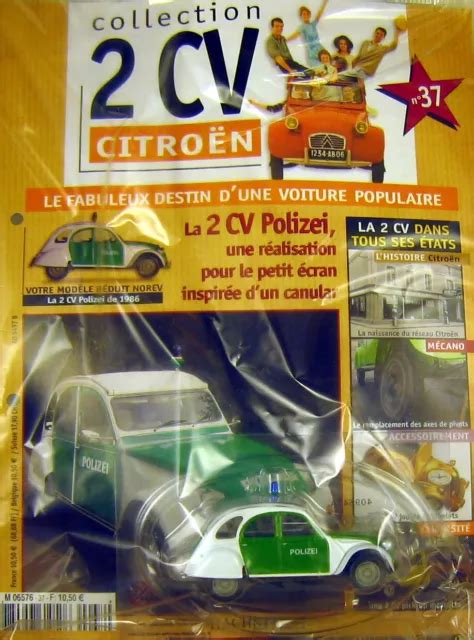 collection
2 CV
CITROËN
n°37
1234 AB 06
LE FABULEUX DESTIN D'UNE VOITURE POPULAIRE
La 2 CV Polizei,
une réalisation
pour le petit écran
inspirée d'un canular
VOTRE MODÈLE RÉDUIT NOREV
La 2 CV Polizei de 1986
LA 2 CV DANS
TOUS SES ÉTATS
L'HISTOIRE Citroën
La naissance du réseau Citroën
MÉCANO
Le remplacement des axes de pivots
ACCESSOIREMENT
POLIZEI
POLIZEI
M 06576 - 37 - F : 10,50 €